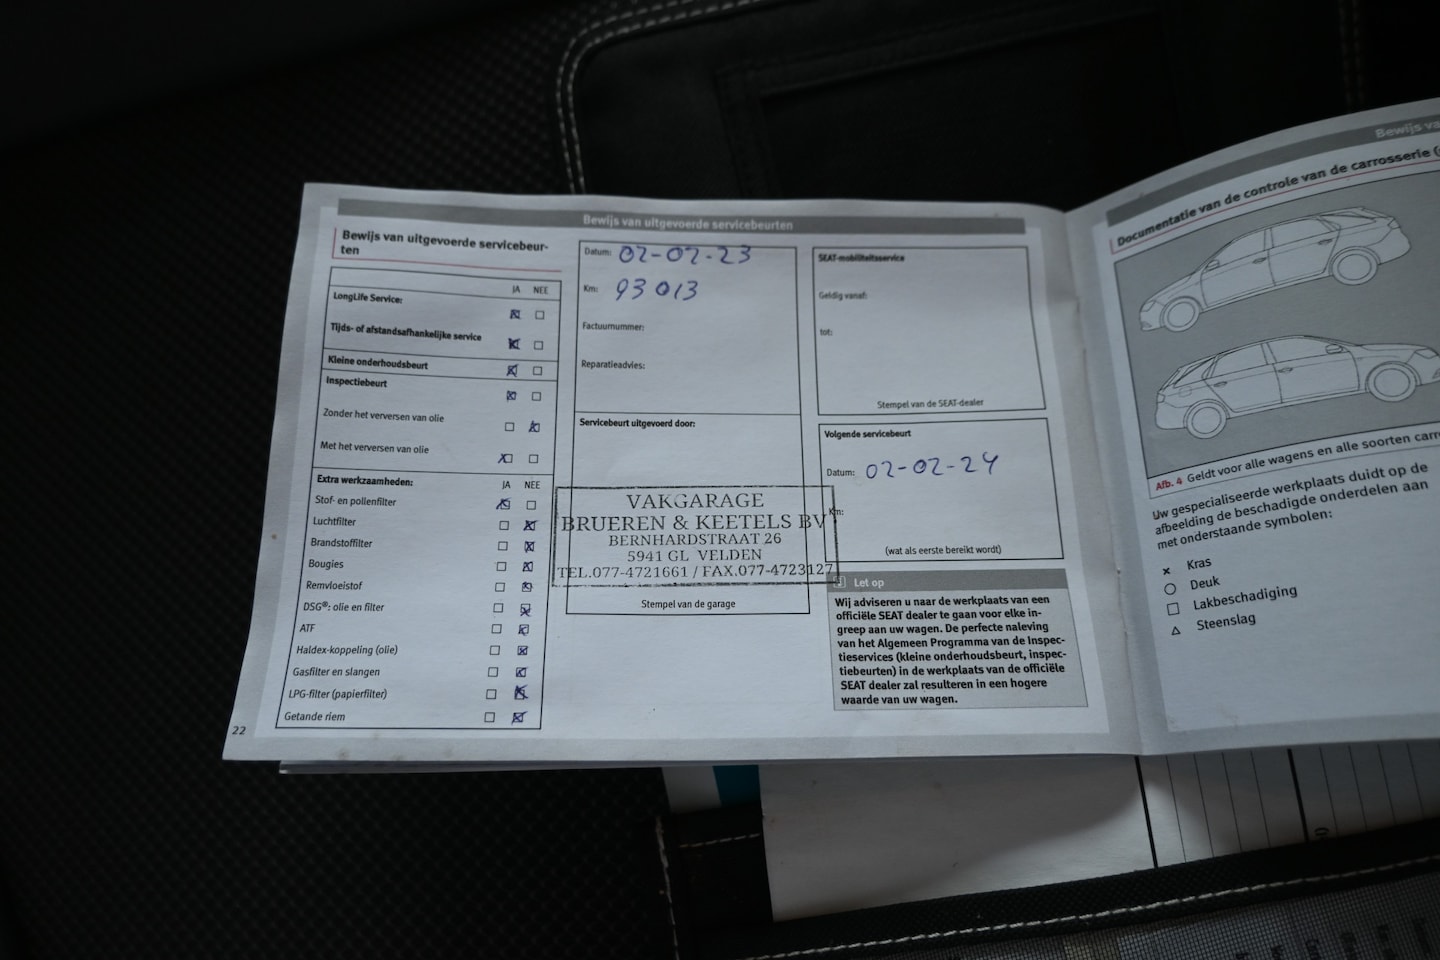 Bewijs van uitgevoerde servicebeurten
Bewijs van uitgevoerde servicebeur-
ten
JA NEE
LongLife Service:
Tijds- of afstandsafhankelijke service
Kleine onderhoudsbeurt
Inspectiebeurt
Zonder het verversen van olie
Met het verversen van olie
Extra werkzaamheden: JA NEE
Stof- en pollenfilter
Luchtfilter
Brandstoffilter
Bougies
Remvloeistof
DSG®: olie en filter
ATF
Haldex-koppeling (olie)
Gasfilter en slangen
LPG-filter (papierfilter)
Getande riem
22
Datum: 02-02-23
Km: 93013
Factuurnummer:
Reparatieadvies:
Servicebeurt uitgevoerd door:
VAKGARAGE
BRUEREN & KEETELS BV
BERNHARDSTRAAT 26
5941 GL VELDEN
TEL.077-4721661 / FAX.077-4723127
Stempel van de garage
SEAT-mobiliteitsservice
Geldig vanaf:
tot:
Stempel van de SEAT-dealer
Volgende servicebeurt
Datum: 02-02-24
Km:
(wat als eerste bereikt wordt)
Let op
Wij adviseren u naar de werkplaats van een
officiële SEAT dealer te gaan voor elke in-
greep aan uw wagen. De perfecte naleving
van het Algemeen Programma van de Inspec-
tieservices (kleine onderhoudsbeurt, inspec-
tiebeurten) in de werkplaats van de officiële
SEAT dealer zal resulteren in een hogere
waarde van uw wagen.
Bewijs
Documentatie van de controle van de carrosserie
Afb. 4 Geldt voor alle wagens en alle soorten
Uw gespecialiseerde werkplaats duidt op de
afbeelding de beschadigde onderdelen aan
met onderstaande symbolen:
Kras
Deuk
Lakbeschadiging
Steenslag